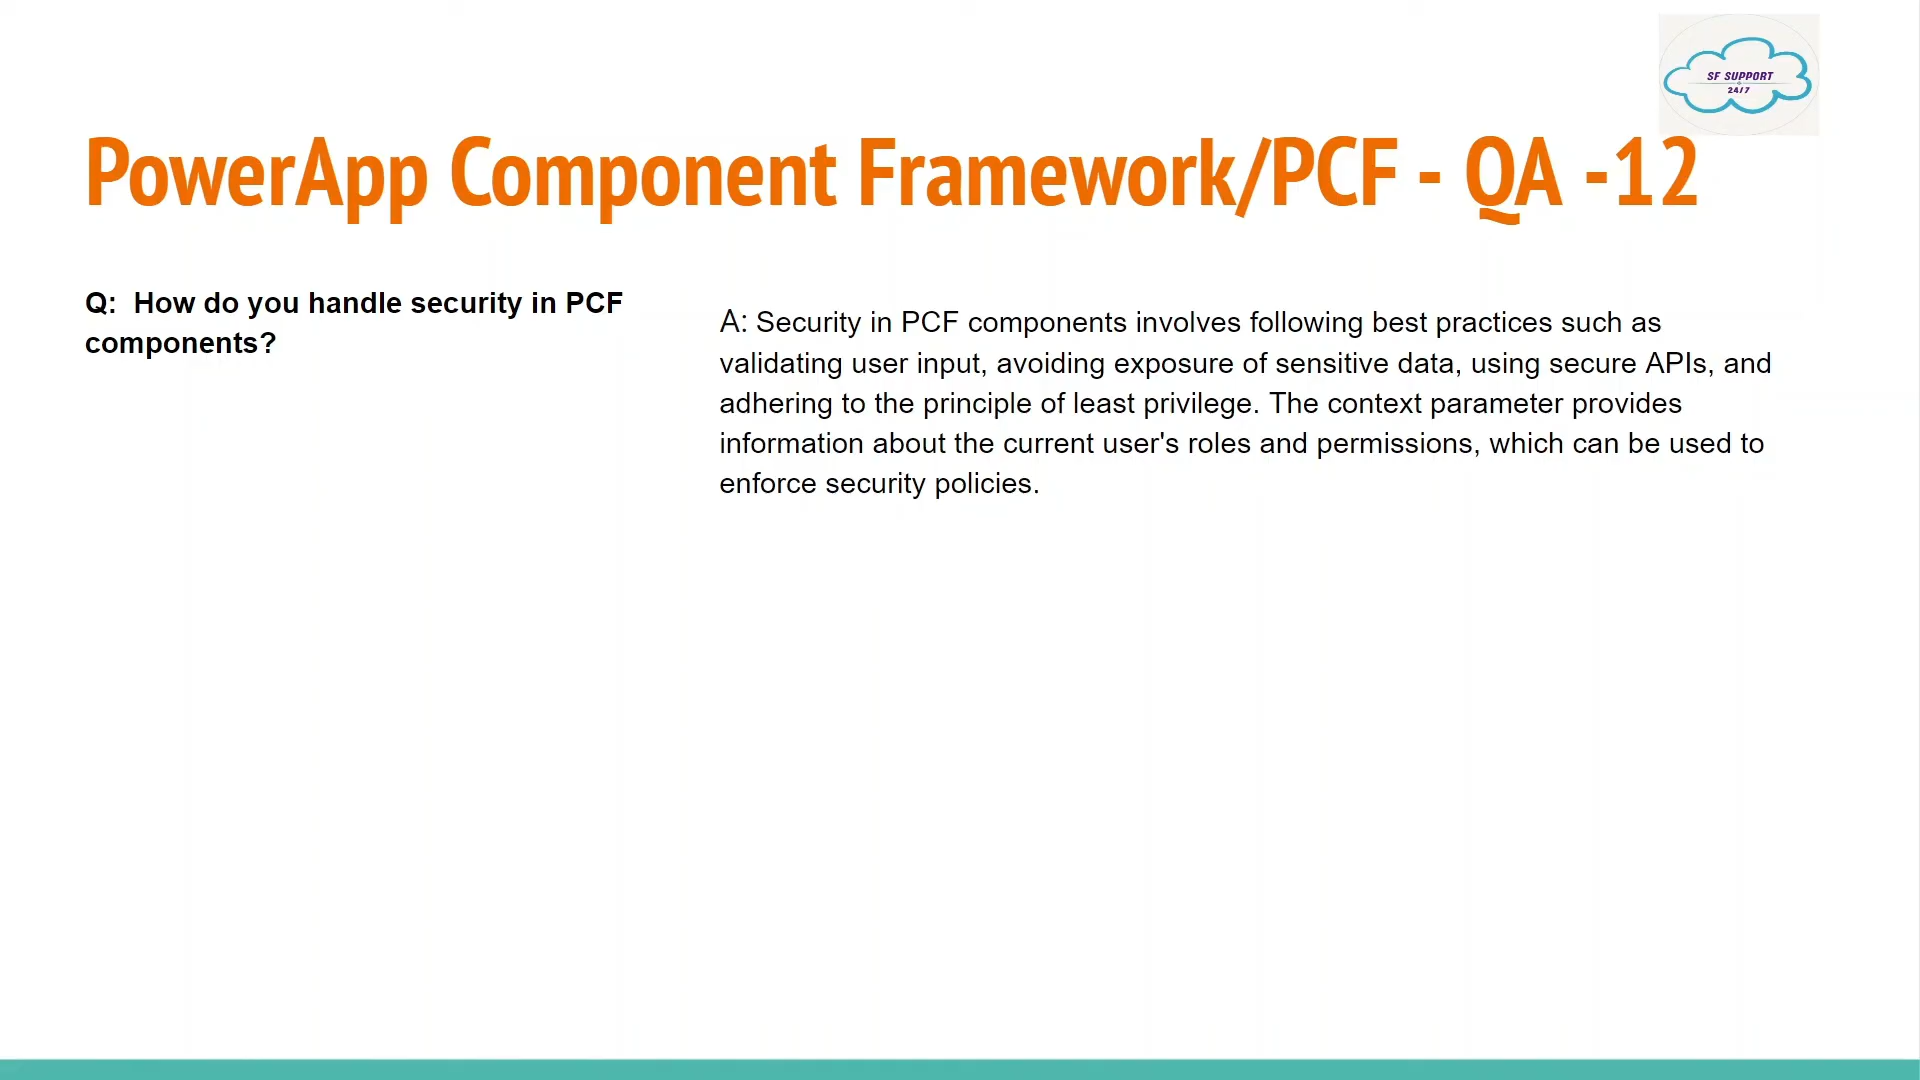 SF SUPPORT
24/7
PowerApp Component Framework/PCF - QA -12
Q:  How do you handle security in PCF
components?
A: Security in PCF components involves following best practices such as
validating user input, avoiding exposure of sensitive data, using secure APIs, and
adhering to the principle of least privilege. The context parameter provides
information about the current user's roles and permissions, which can be used to
enforce security policies.